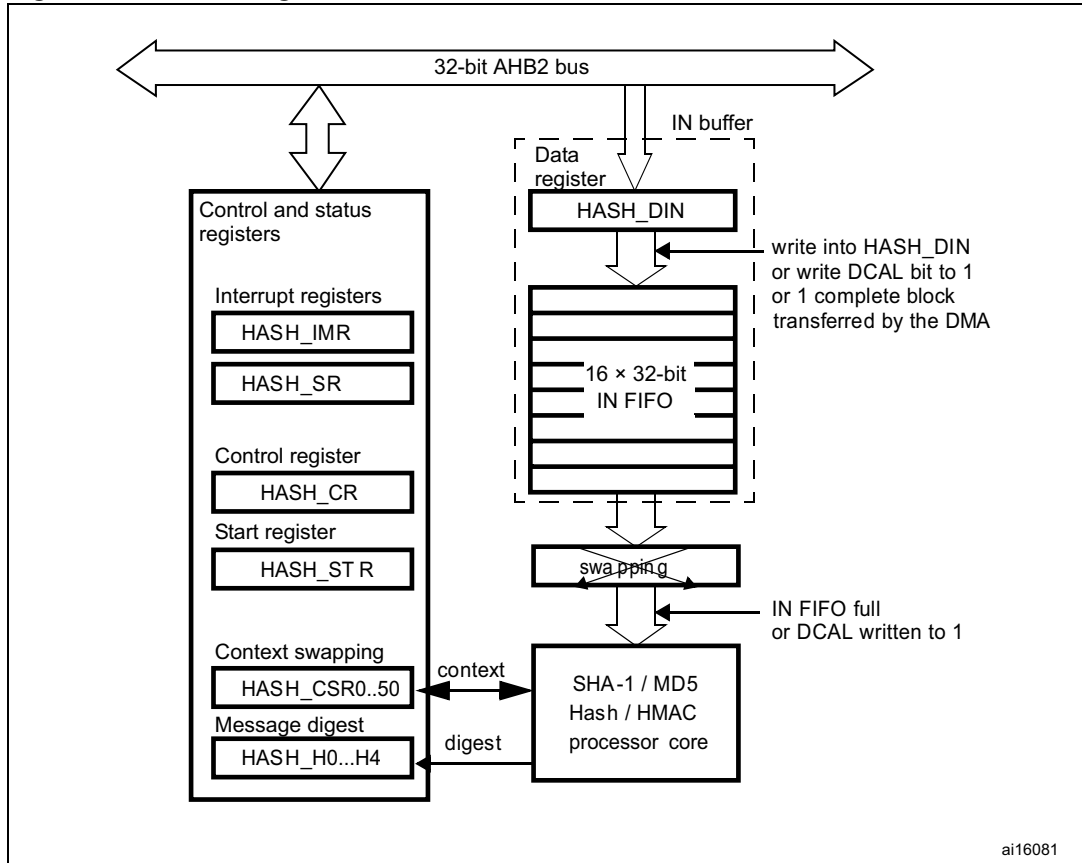 32-bit AHB2 bus
IN buffer
Data
register
HASH_DIN
write into HASH_DIN
or write DCAL bit to 1
or 1 complete block
transferred by the DMA
16 × 32-bit
IN FIFO
swapping
IN FIFO full
or DCAL written to 1
SHA-1 / MD5
Hash / HMAC
processor core
Control and status
registers
Interrupt registers
HASH_IMR
HASH_SR
Control register
HASH_CR
Start register
HASH_STR
Context swapping
HASH_CSR0..50
context
Message digest
HASH_H0...H4
digest
ai16081